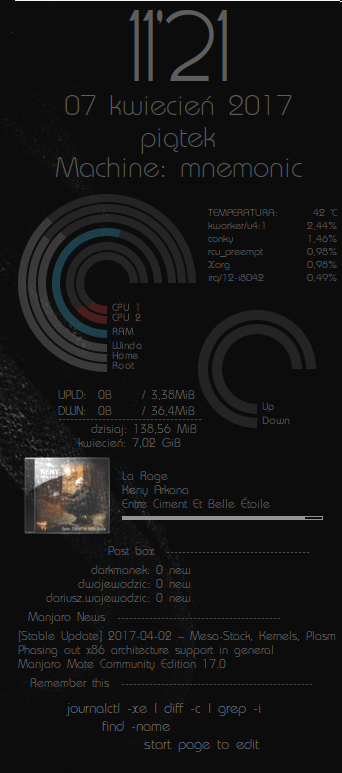 11'21
07 kwiecień 2017
piątek
Machine: mnemonic
TEMPERATURA: 42 °C
kworker/u4:1 2,44%
conky 1,46%
rcu_preempt 0,98%
Xorg 0,98%
irq/12-i8042 0,49%
CPU 1
CPU 2
RAM
Winda
Home
Root
Up
Down
UPLD: 0B / 3,38MiB
DWN: 0B / 36,4MiB
dzisiaj: 138,56 MiB
kwiecień: 7,02 GiB
KENY
La Rage
Keny Arkana
Entre Ciment Et Belle Étoile
Post box
darkmanek: 0 new
dwojewodzic: 0 new
dariusz.wojewodzic: 0 new
Manjaro News
[Stable Update] 2017-04-02 – Mesa-Stack, Kernels, Plasm
Phasing out x86 architecture support in general
Manjaro Mate Community Edition 17.0
Remember this
journalctl -xe | diff -c | grep -i
find -name
start page to edit